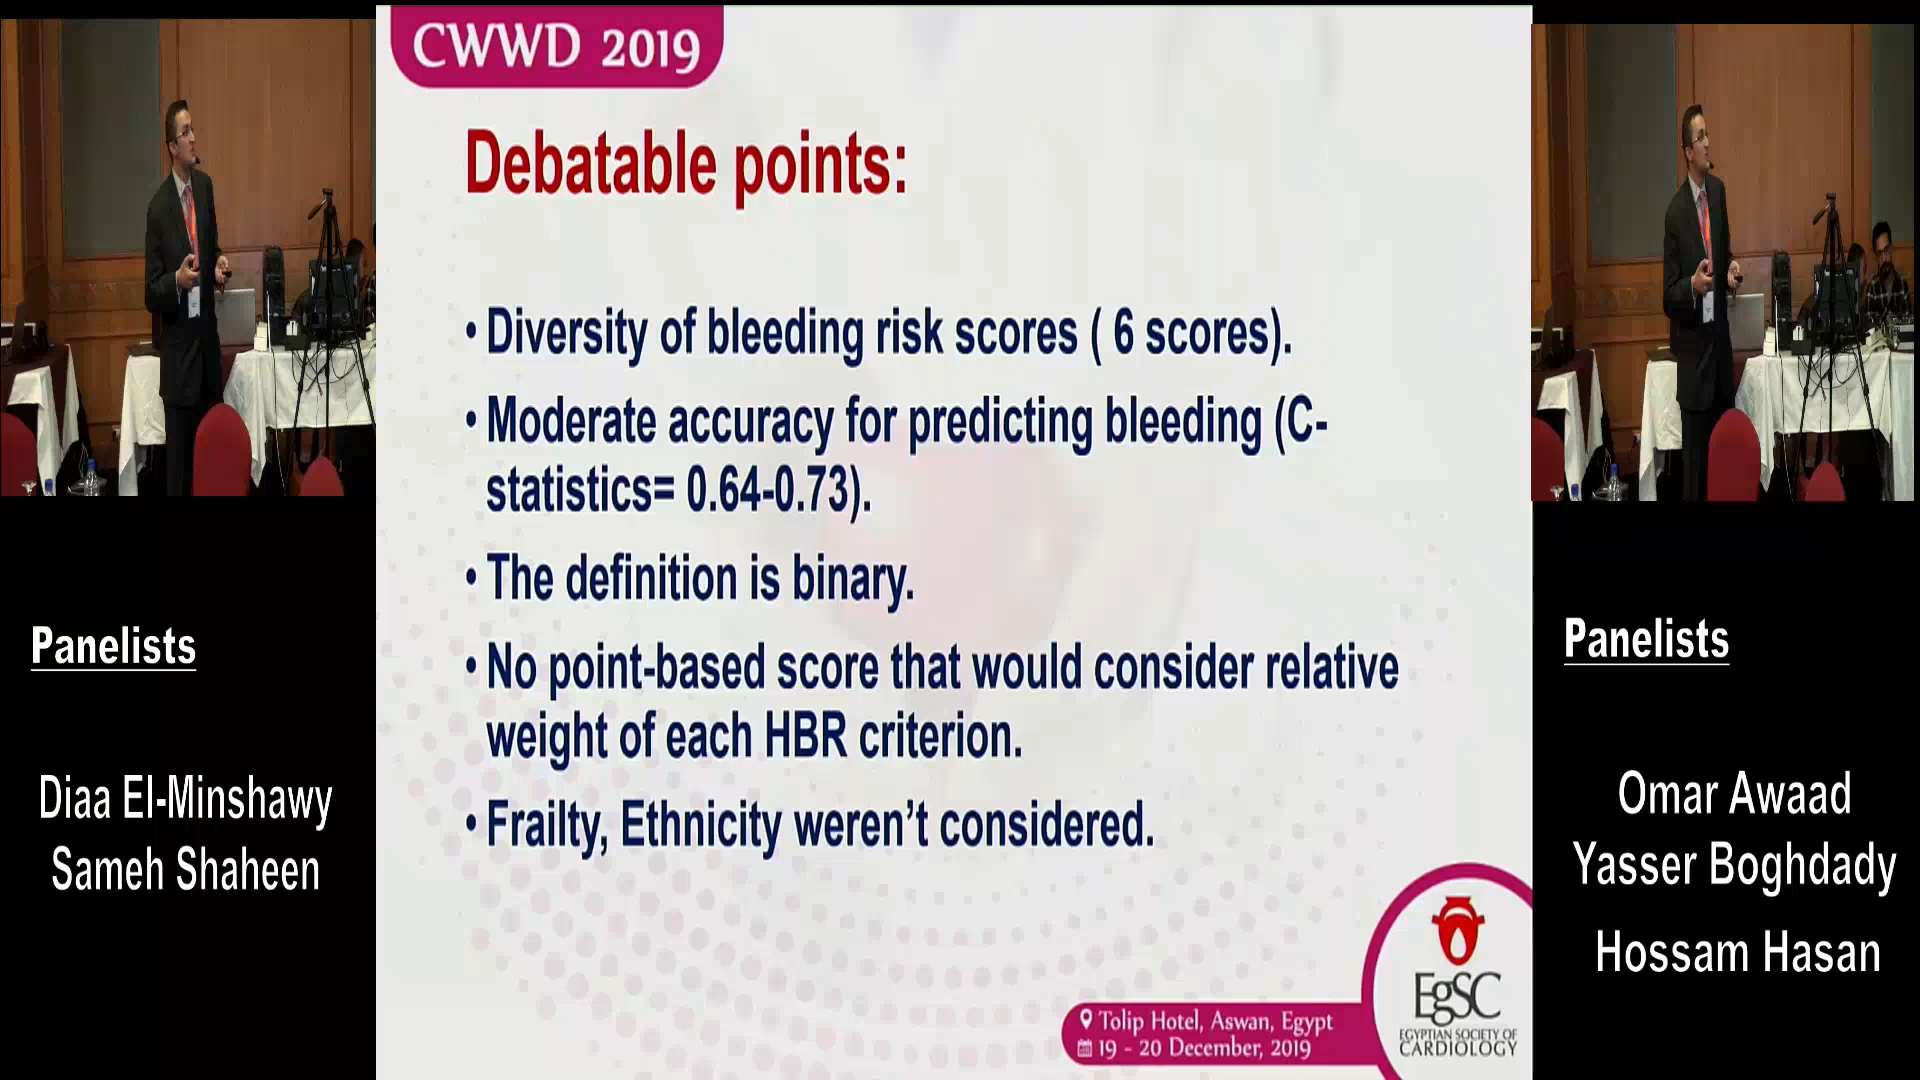 CWWD 2019
Debatable points:
• Diversity of bleeding risk scores ( 6 scores).
• Moderate accuracy for predicting bleeding (C-
statistics= 0.64-0.73).
• The definition is binary.
• No point-based score that would consider relative
weight of each HBR criterion.
• Frailty, Ethnicity weren’t considered.
Panelists
Diaa El-Minshawy
Sameh Shaheen
Panelists
Omar Awaad
Yasser Boghdady
Hossam Hasan
EgSC
EGYPTIAN SOCIETY OF
CARDIOLOGY
Tolip Hotel, Aswan, Egypt
19 - 20 December, 2019